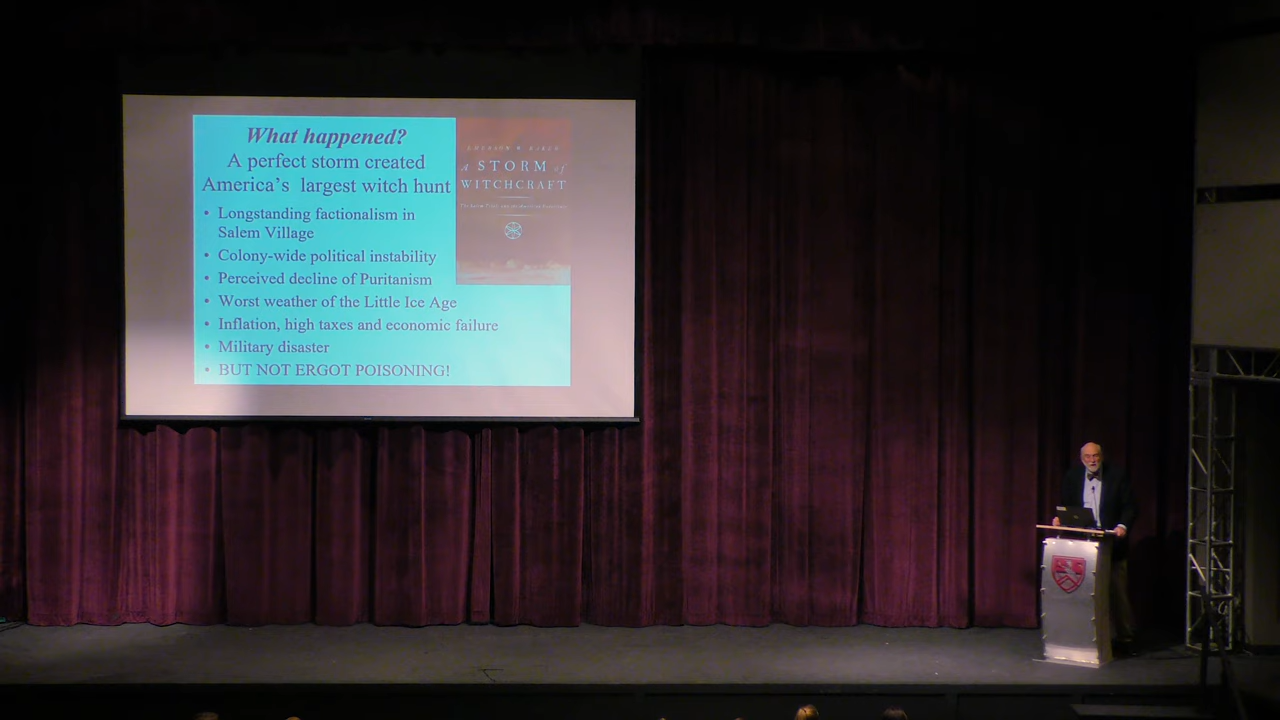 What happened?
A perfect storm created
America's largest witch hunt
• Longstanding factionalism in
Salem Village
• Colony-wide political instability
• Perceived decline of Puritanism
• Worst weather of the Little Ice Age
• Inflation, high taxes and economic failure
• Military disaster
• BUT NOT ERGOT POISONING!
A STORM of
WITCHCRAFT